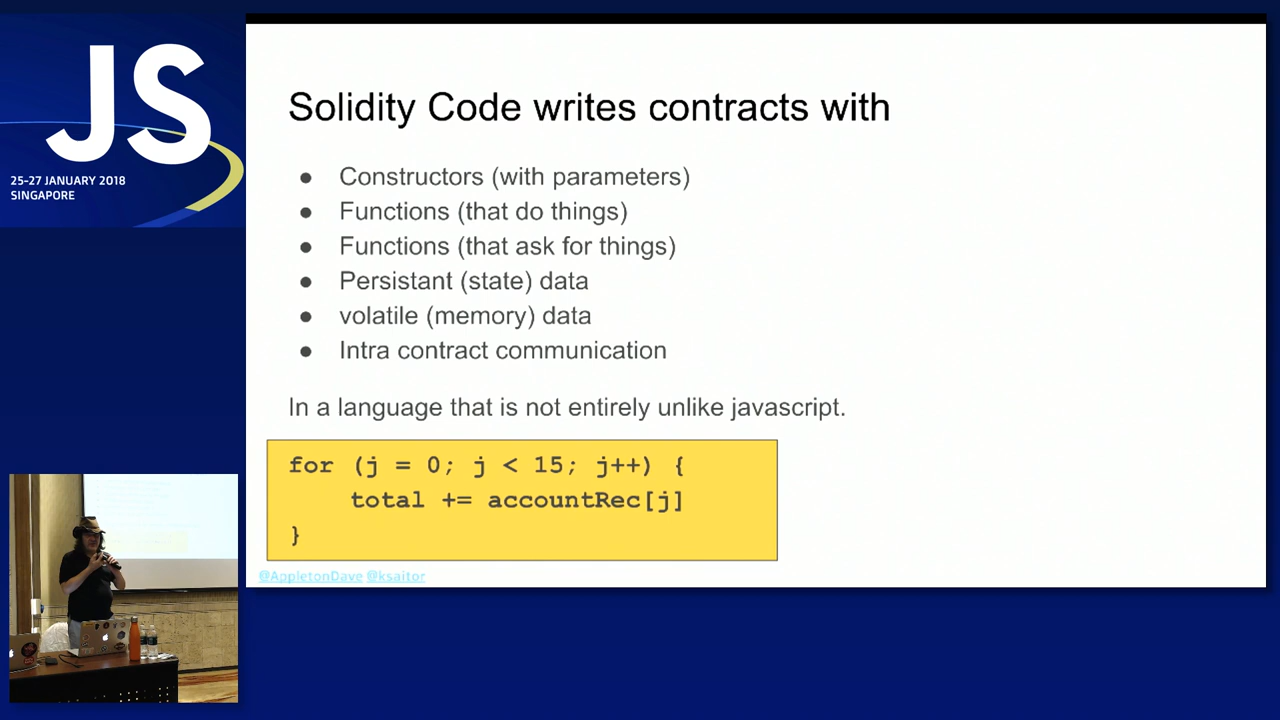 JS
25-27 JANUARY 2018
SINGAPORE
Solidity Code writes contracts with
● Constructors (with parameters)
● Functions (that do things)
● Functions (that ask for things)
● Persistant (state) data
● volatile (memory) data
● Intra contract communication
In a language that is not entirely unlike javascript.
for (j = 0; j < 15; j++) {
total += accountRec[j]
}
@AppletonDave @ksaitor